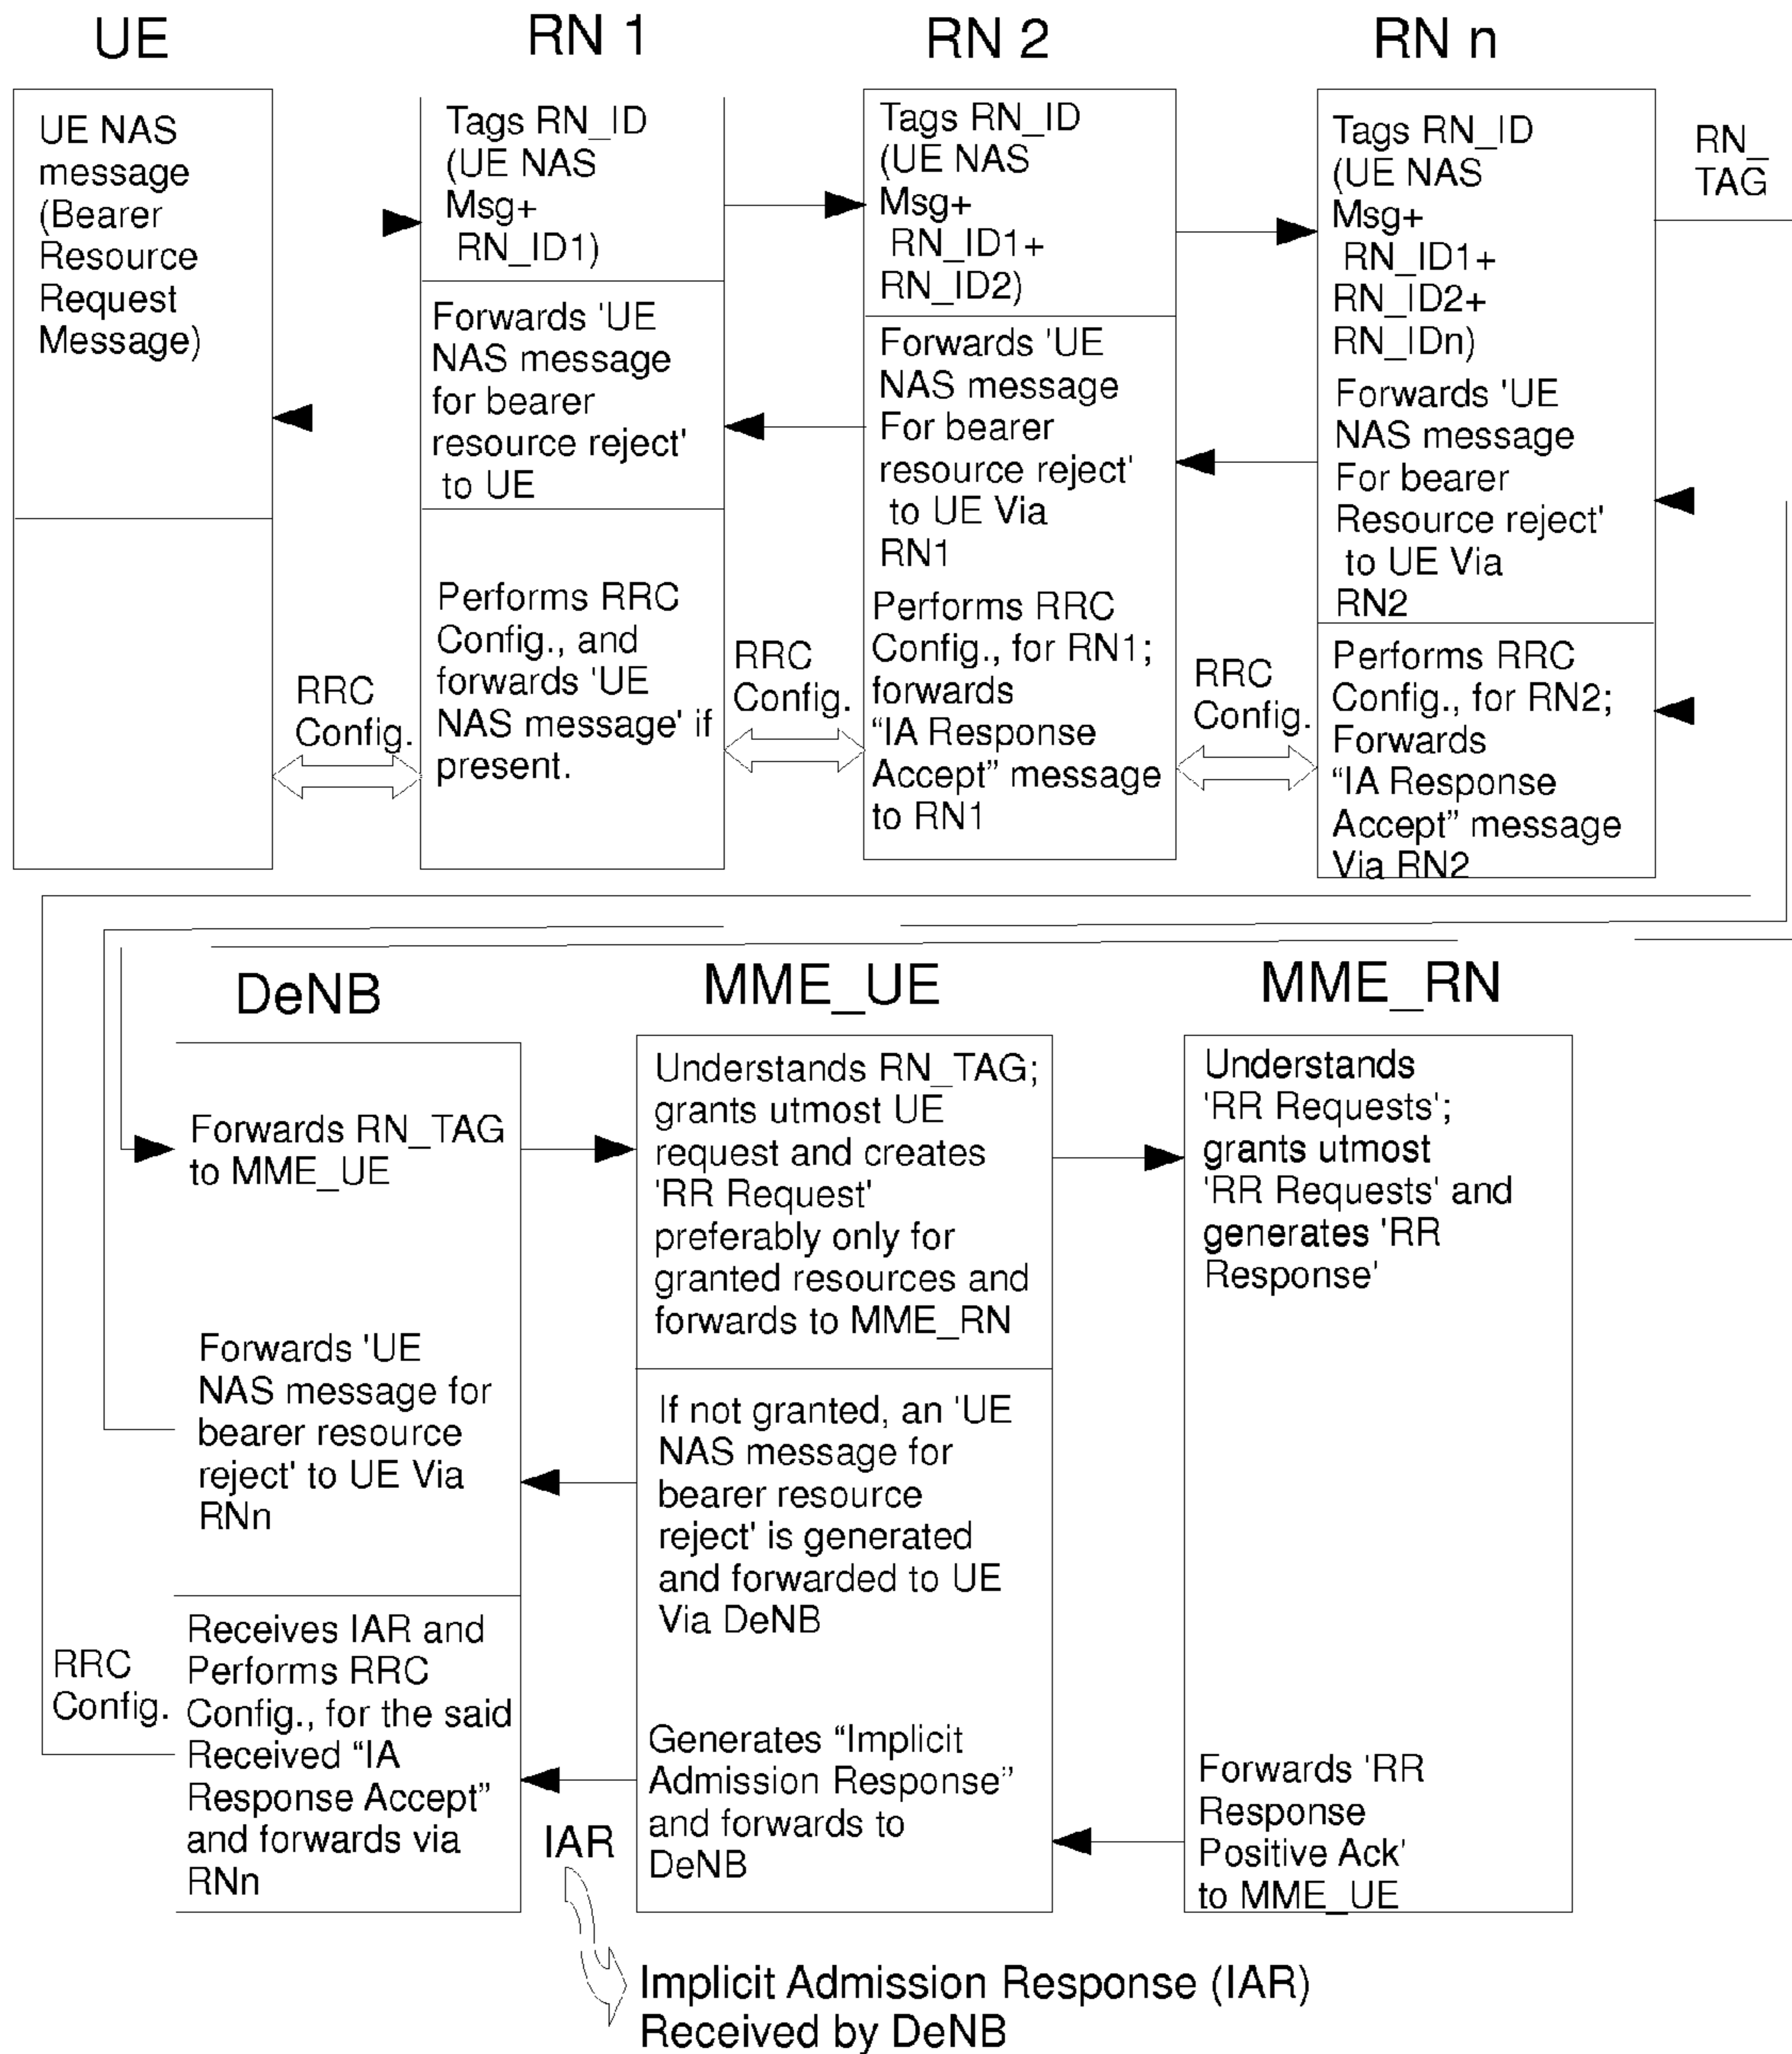 UE
RN 1
RN 2
RN n
UE NAS
message
(Bearer
Resource
Request
Message)
Tags RN_ID
(UE NAS
Msg+
RN_ID1)
Forwards 'UE
NAS message
for bearer
resource reject'
to UE
Performs RRC
Config., and
forwards 'UE
NAS message' if
present.
RRC
Config.
Tags RN_ID
(UE NAS
Msg+
RN_ID1+
RN_ID2)
Forwards 'UE
NAS message
For bearer
resource reject'
to UE Via
RN1
Performs RRC
Config., for RN1;
forwards
“IA Response
Accept” message
to RN1
RRC
Config.
Tags RN_ID
(UE NAS
Msg+
RN_ID1+
RN_ID2+
RN_IDn)
Forwards 'UE
NAS message
For bearer
Resource reject'
to UE Via
RN2
Performs RRC
Config., for RN2;
Forwards
“IA Response
Accept” message
Via RN2
RRC
Config.
RN_
TAG
DeNB
MME_UE
MME_RN
Forwards RN_TAG
to MME_UE
Forwards 'UE
NAS message for
bearer resource
reject' to UE Via
RNn
Receives IAR and
Performs RRC
Config., for the said
Received “IA
Response Accept”
and forwards via
RNn
RRC
Config.
Understands RN_TAG;
grants utmost UE
request and creates
'RR Request'
preferably only for
granted resources and
forwards to MME_RN
If not granted, an 'UE
NAS message for
bearer resource
reject' is generated
and forwarded to UE
Via DeNB
Generates “Implicit
Admission Response”
and forwards to
DeNB
IAR
Understands
'RR Requests';
grants utmost
'RR Requests' and
generates 'RR
Response'
Forwards 'RR
Response
Positive Ack'
to MME_UE
Implicit Admission Response (IAR)
Received by DeNB